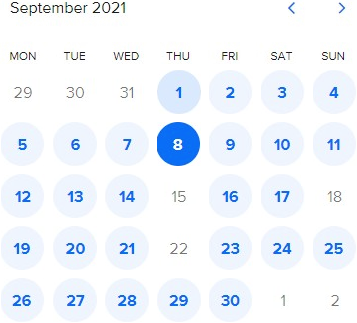 September 2021
MON TUE WED THU FRI SAT SUN
29 30 31 1 2 3 4
5 6 7 8 9 10 11
12 13 14 15 16 17 18
19 20 21 22 23 24 25
26 27 28 29 30 1 2